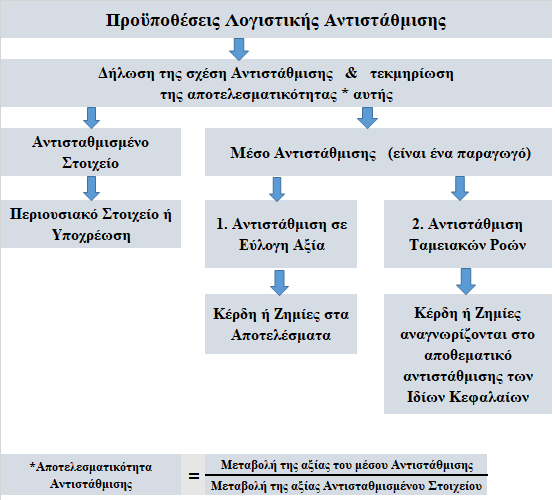 Προϋποθέσεις Λογιστικής Αντιστάθμισης
Δήλωση της σχέση Αντιστάθμισης & τεκμηρίωση
της αποτελεσματικότητας * αυτής
Αντισταθμισμένο
Στοιχείο
Μέσο Αντιστάθμισης (είναι ένα παραγωγό)
Περιουσιακό Στοιχείο ή
Υποχρέωση
1. Αντιστάθμιση σε
Εύλογη Αξία
2. Αντιστάθμιση
Ταμειακών Ροών
Κέρδη ή Ζημίες στα
Αποτελέσματα
Κέρδη ή Ζημίες
αναγνωρίζονται στο
αποθεματικό
αντιστάθμισης των
Ιδίων Κεφαλαίων
*Αποτελεσματικότητα
Αντιστάθμισης
=
Μεταβολή της αξίας του μέσου Αντιστάθμισης
Μεταβολή της αξίας Αντισταθμισμένου Στοιχείου